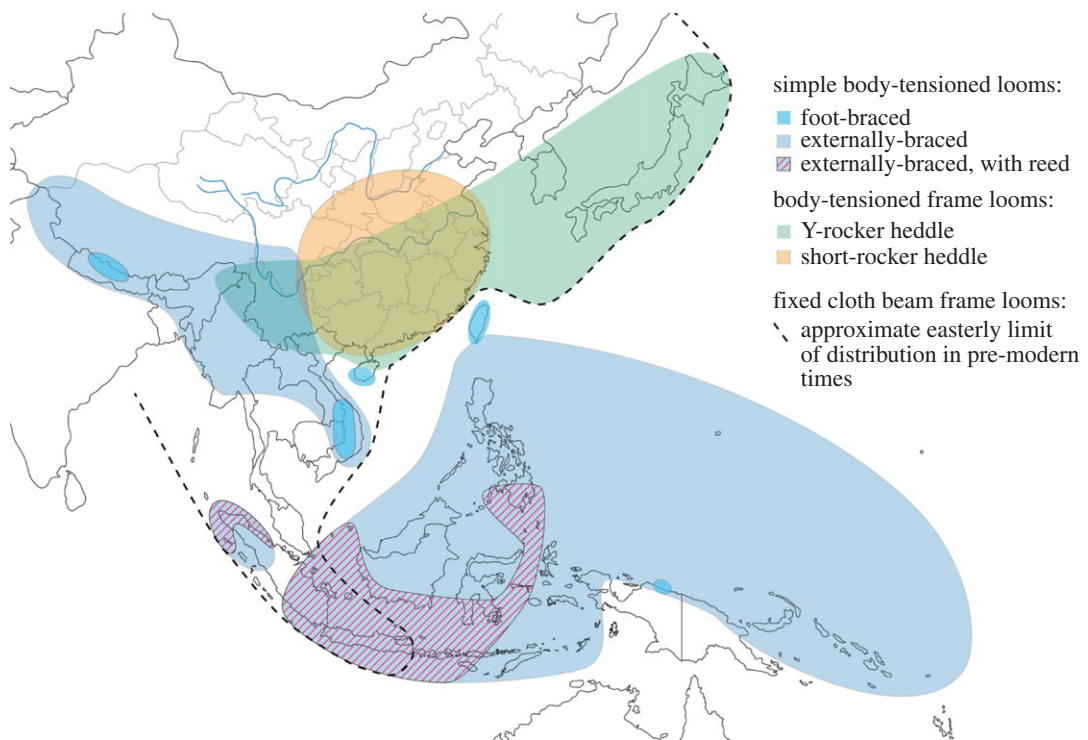 simple body-tensioned looms:
foot-braced
externally-braced
externally-braced, with reed
body-tensioned frame looms:
Y-rocker heddle
short-rocker heddle
fixed cloth beam frame looms:
approximate easterly limit
of distribution in pre-modern
times